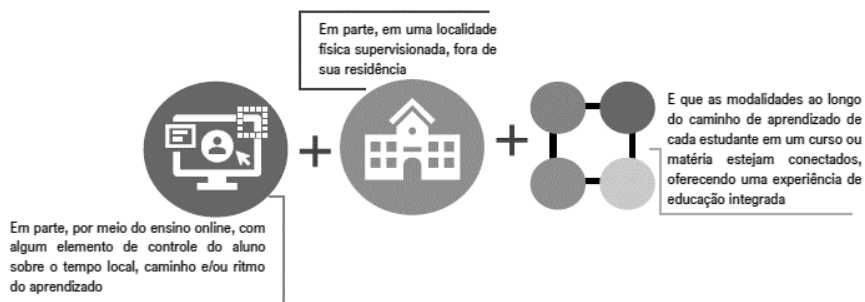 Em parte, em uma localidade
física supervisionada, fora de
sua residência
E que as modalidades ao longo
do caminho de aprendizado de
cada estudante em um curso ou
matéria estejam conectados,
oferecendo uma experiência de
educação integrada
Em parte, por meio do ensino online, com
algum elemento de controle do aluno
sobre o tempo local, caminho e/ou ritmo
do aprendizado